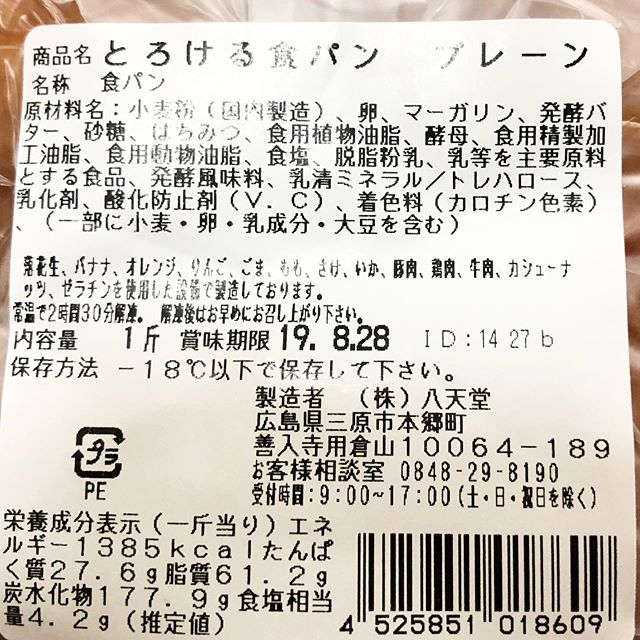 商品名 とろける食パン プレーン
名称 食パン
原材料名：小麦粉（国内製造）、卵、マーガリン、発酵バ
ター、砂糖、はちみつ、食用植物油脂、酵母、食用精製加
工油脂、食用動物油脂、食塩、脱脂粉乳、乳等を主要原料
とする食品、発酵風味料、乳清ミネラル／トレハロース、
乳化剤、酸化防止剤（V．C）、着色料（カロチン色素）
、（一部に小麦・卵・乳成分・大豆を含む）
落花生、バナナ、オレンジ、りんご、ごま、もも、さけ、いか、豚肉、鶏肉、牛肉、カシューナ
ッツ、ゼラチンを使用した設備で製造しております。
常温で2時間30分解凍。 解凍後はお早めにお召し上がり下さい。
内容量 1斤 賞味期限 19. 8.28 ID:14 27 b
保存方法 －18℃以下で保存して下さい。
製造者 （株）八天堂
広島県三原市本郷町
善入寺用倉山10064－189
お客様相談室 0848-29-8190
受付時間：9:00〜17:00（土・日・祝日を除く）
プラ
PE
栄養成分表示（一斤当り）エネ
ルギー1385kcalたんぱ
く質27.6g脂質61.2g
炭水化物177.9g食塩相当
量4.2g（推定値）
4 525851 018609